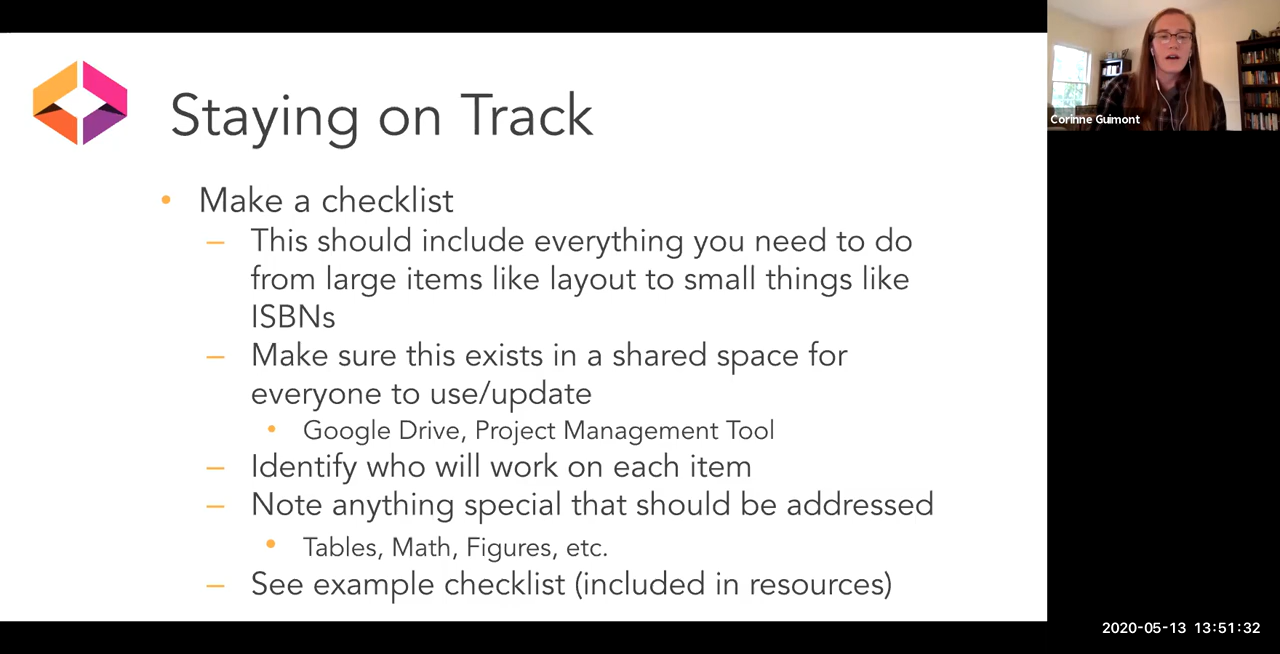 Staying on Track
• Make a checklist
– This should include everything you need to do
from large items like layout to small things like
ISBNs
– Make sure this exists in a shared space for
everyone to use/update
• Google Drive, Project Management Tool
– Identify who will work on each item
– Note anything special that should be addressed
• Tables, Math, Figures, etc.
– See example checklist (included in resources)
Corinne Guimont
2020-05-13 13:51:32